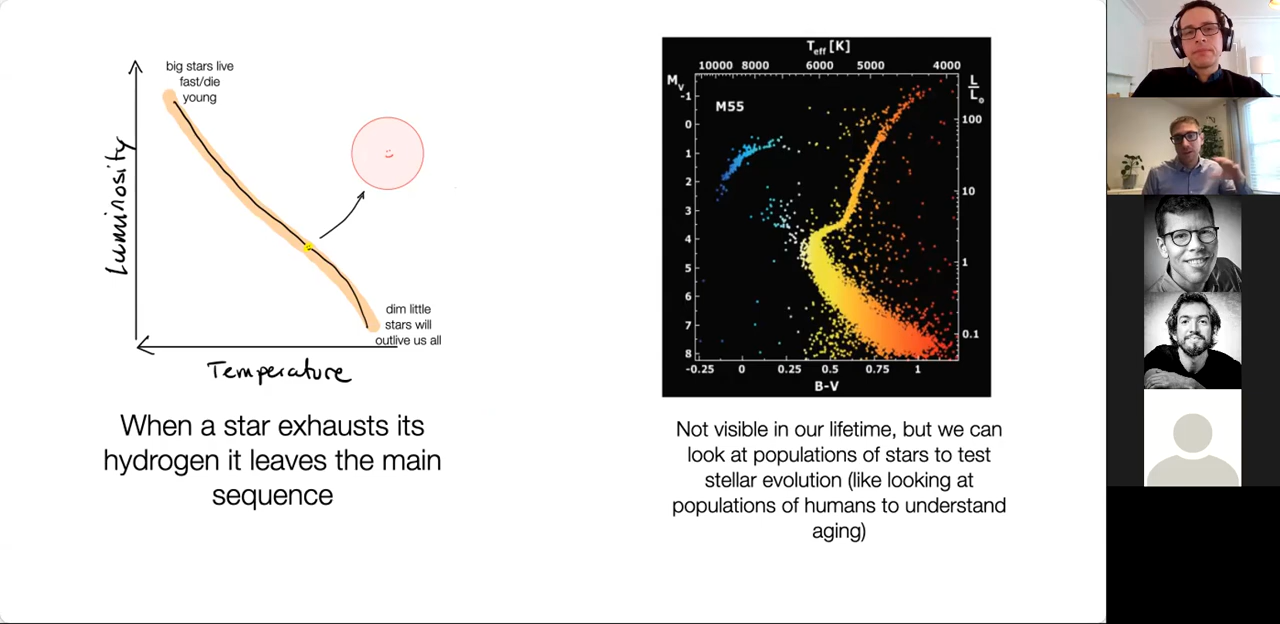 big stars live
fast/die
young
Luminosity
dim little
stars will
outlive us all
Temperature
When a star exhausts its
hydrogen it leaves the main
sequence
T_eff [K]
10000 8000 6000 5000 4000
M_V
L/L_o
M55
-1
0
1
2
3
4
5
6
7
8
100
10
1
0.1
-0.25 0 0.25 0.5 0.75 1
B-V
Not visible in our lifetime, but we can
look at populations of stars to test
stellar evolution (like looking at
populations of humans to understand
aging)